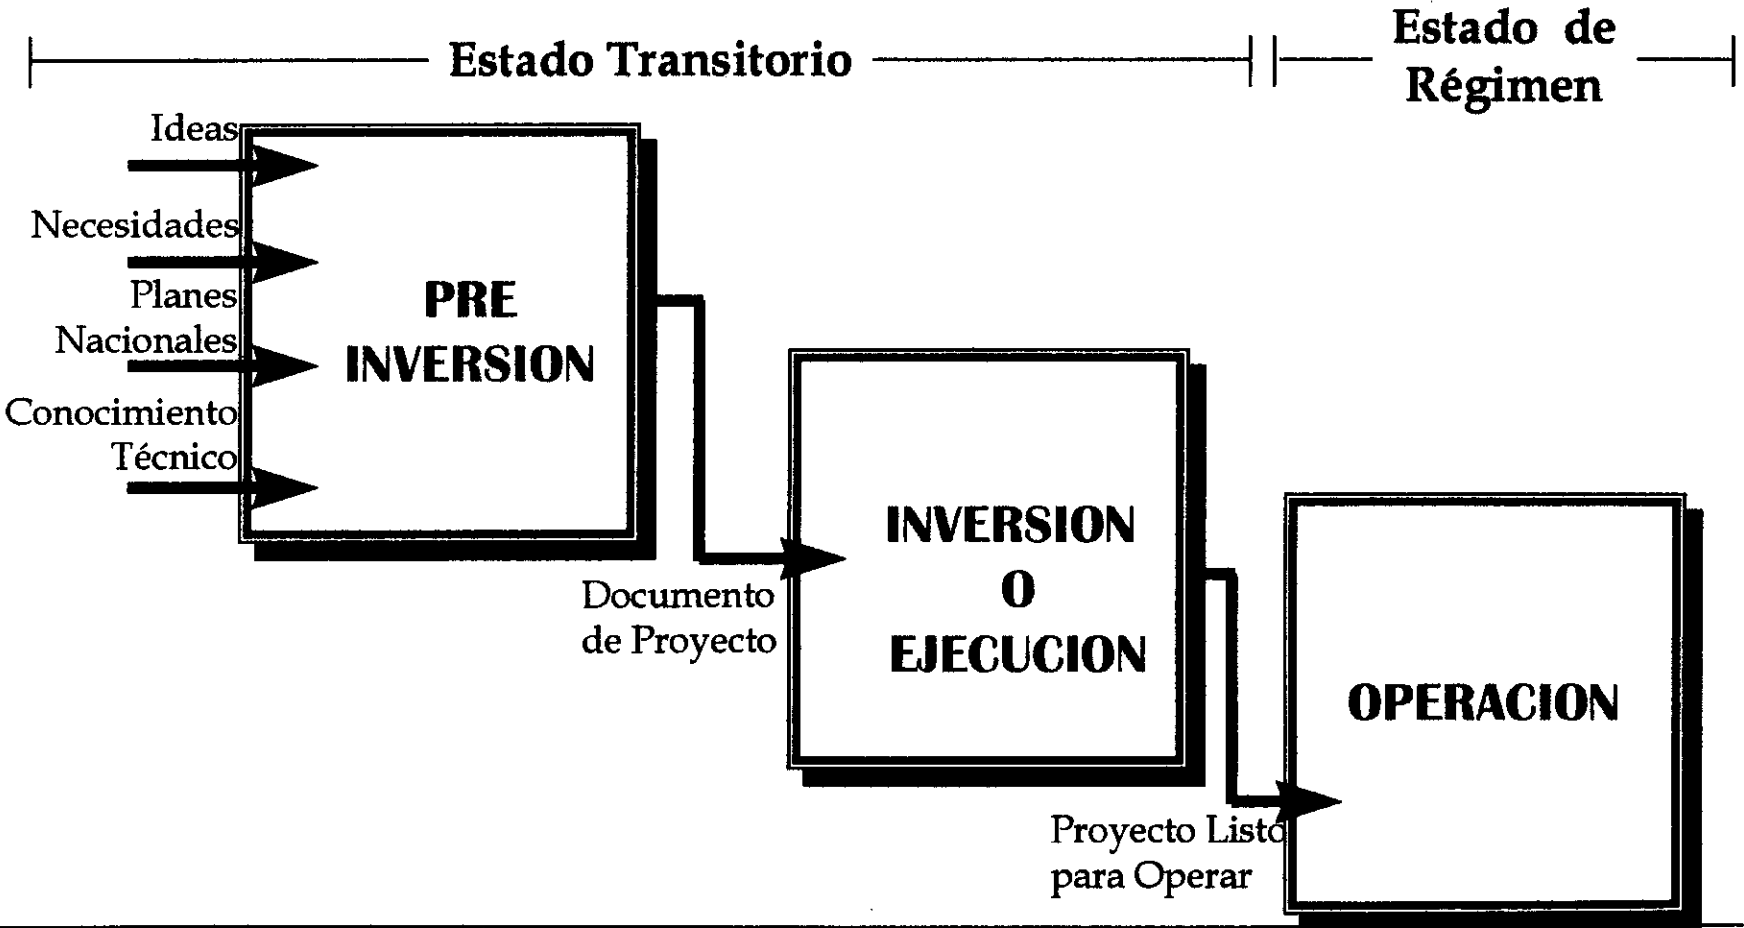 Estado Transitorio
Estado de
Régimen
Ideas
Necesidades
Planes
Nacionales
Conocimiento
Técnico
PRE
INVERSION
Documento
de Proyecto
INVERSION
O
EJECUCION
Proyecto Listo
para Operar
OPERACION